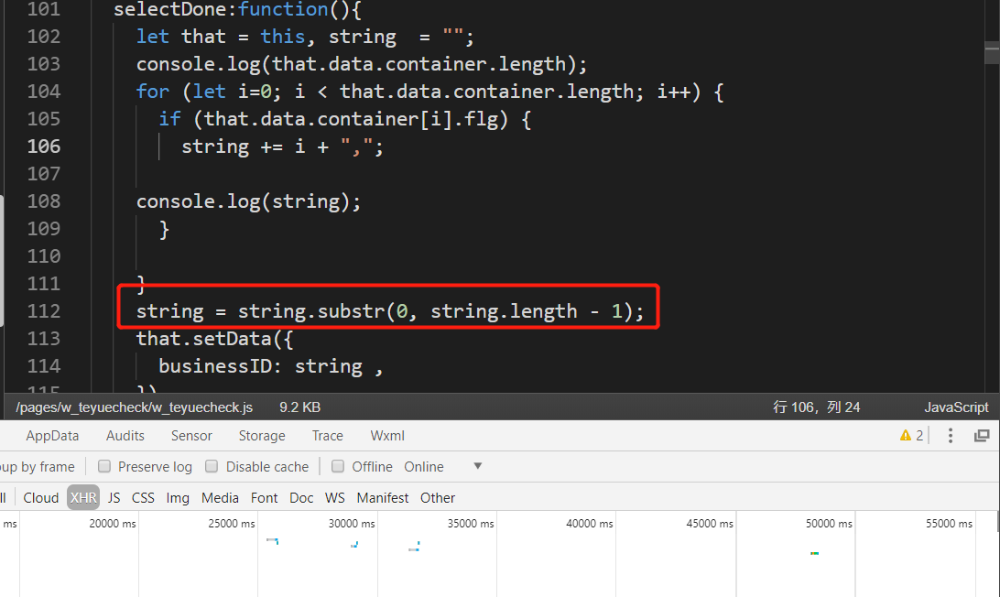 101 selectDone:function(){
102 let that = this, string  = "";
103 console.log(that.data.container.length);
104 for (let i=0; i < that.data.container.length; i++) {
105 if (that.data.container[i].flg) {
106 string += i + ",";
107
108 console.log(string);
109 }
110
111 }
112 string = string.substr(0, string.length - 1);
113 that.setData({
114 businessID: string ,
115 })
/pages/w_teyuecheck/w_teyuecheck.js 9.2 KB 行 106，列 24 JavaScript
AppData Audits Sensor Storage Trace Wxml 2
oup by frame Preserve log Disable cache Offline Online
ll Cloud XHR JS CSS Img Media Font Doc WS Manifest Other
ms 20000 ms 25000 ms 30000 ms 35000 ms 40000 ms 45000 ms 50000 ms 55000 ms